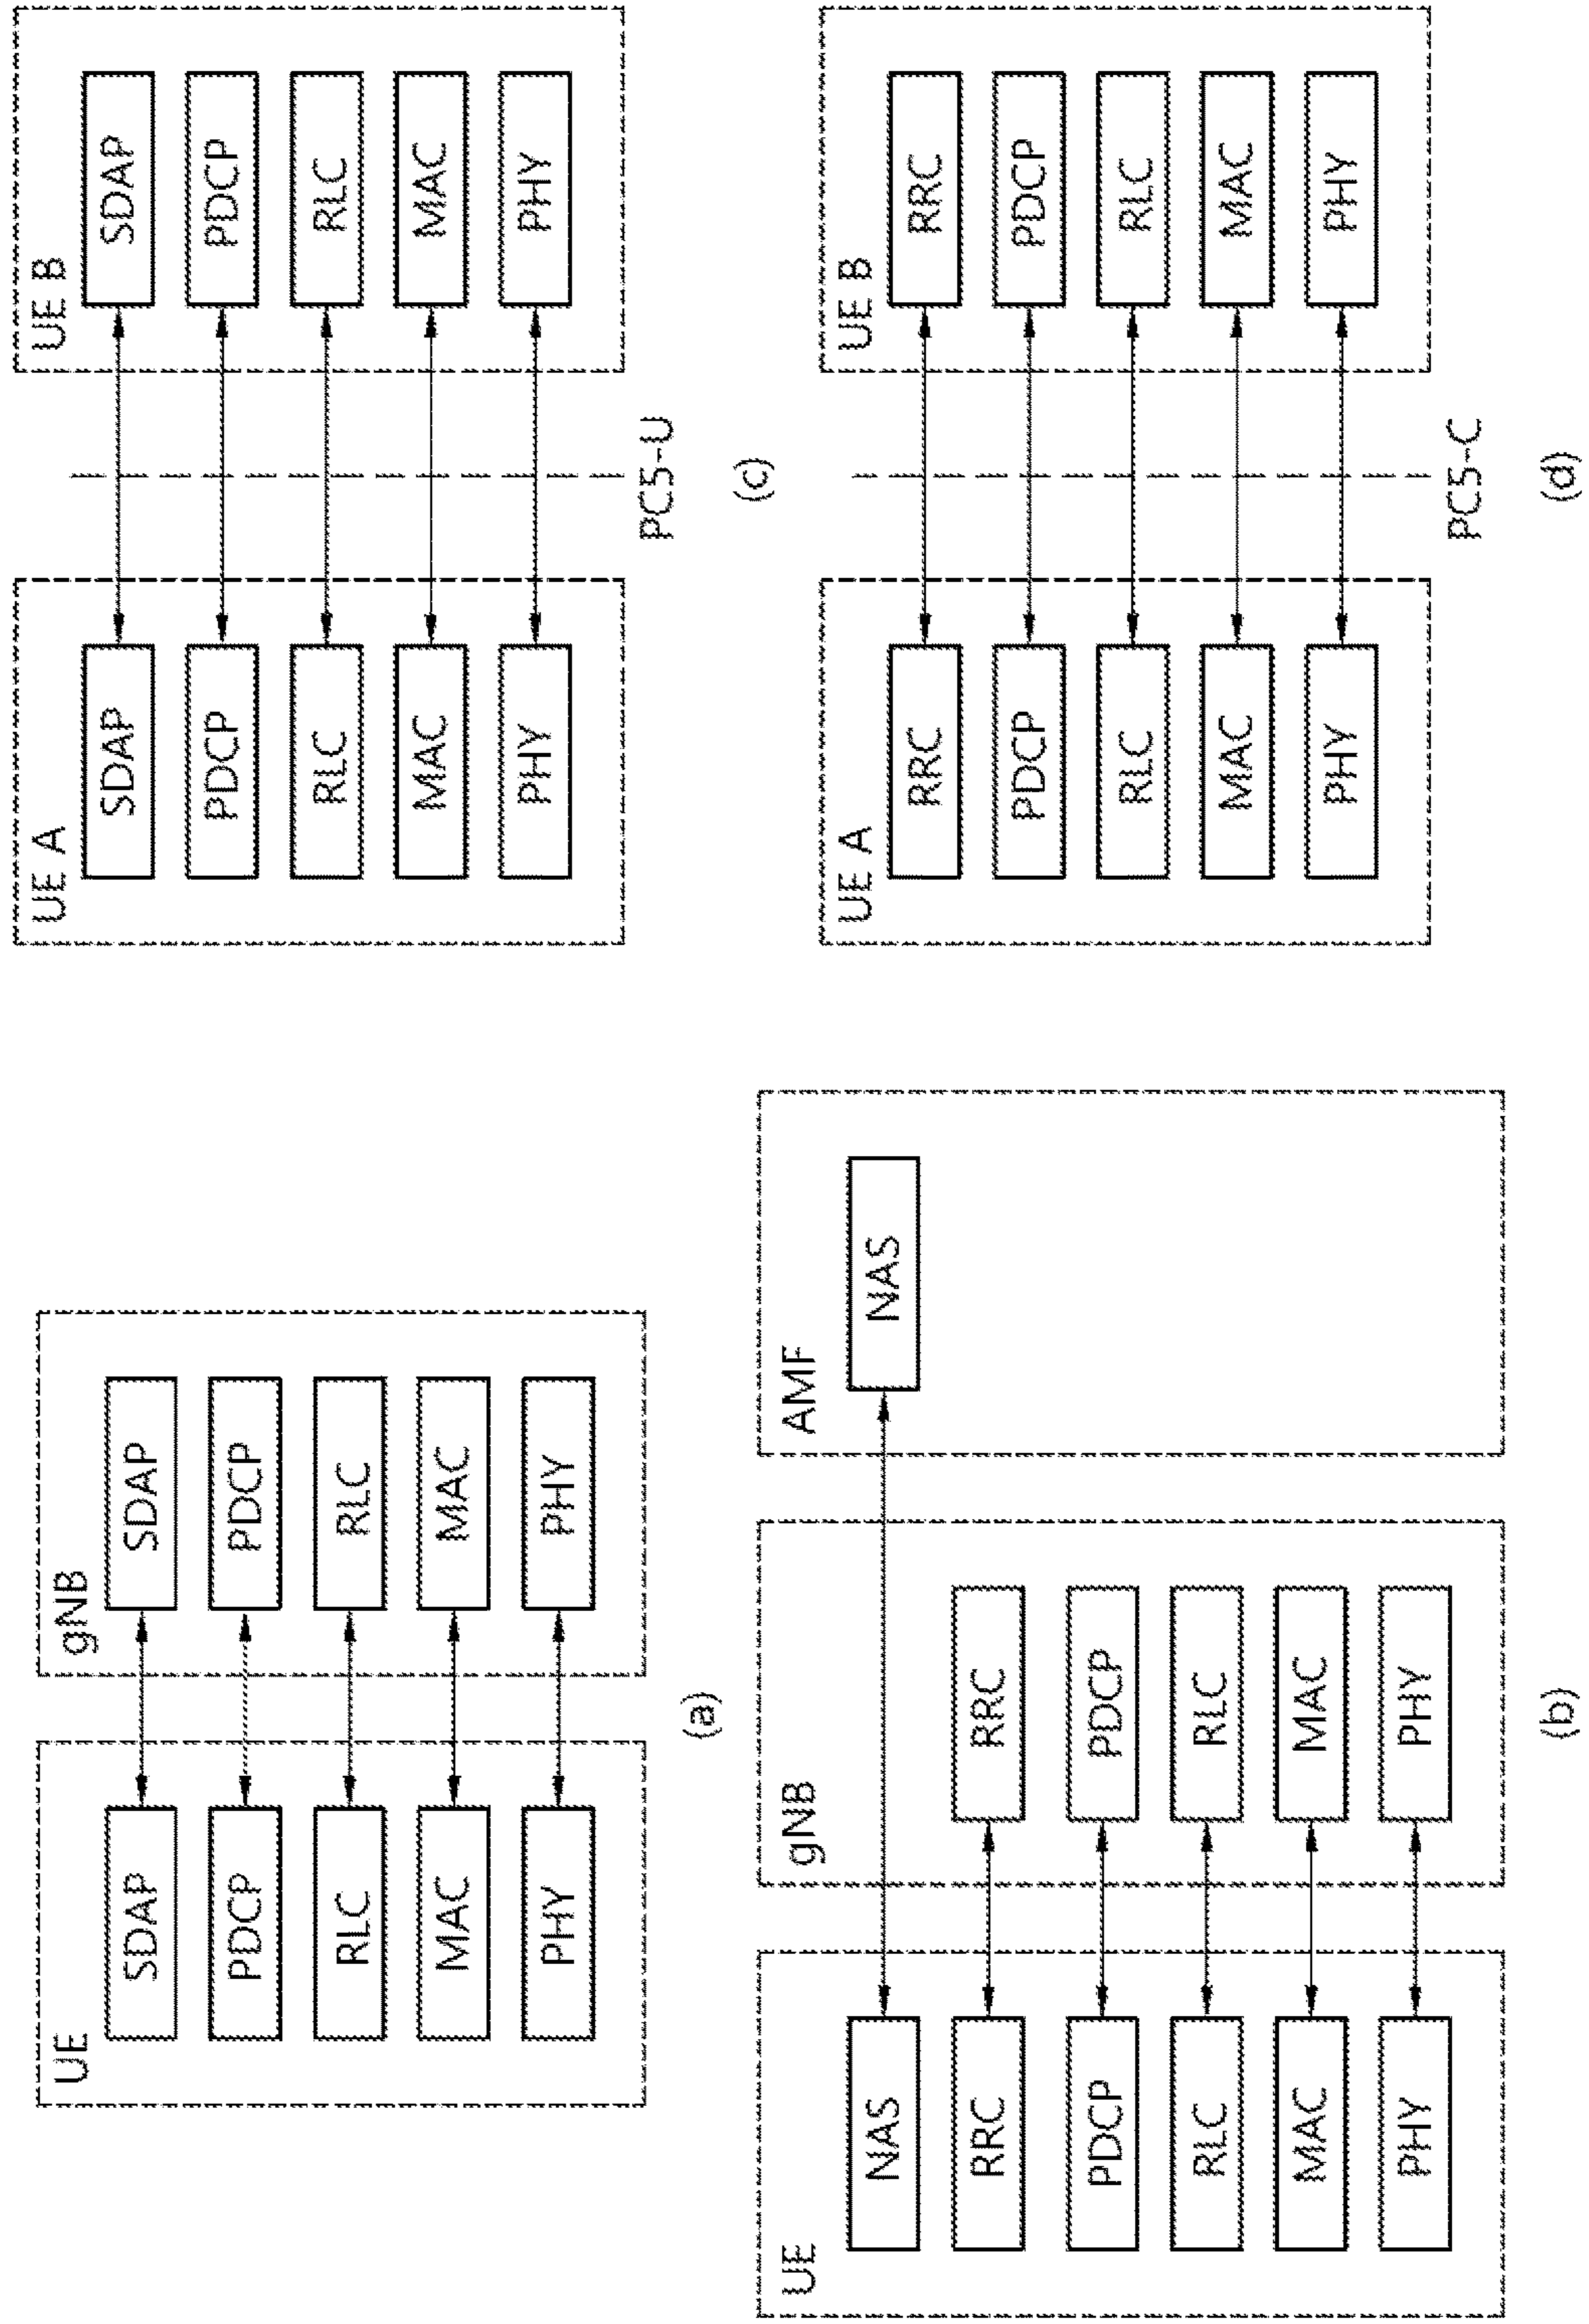 UE
gNB
SDAP
SDAP
PDCP
PDCP
RLC
RLC
MAC
MAC
PHY
PHY
(a)
UE
gNB
AMF
NAS
NAS
RRC
RRC
PDCP
PDCP
RLC
RLC
MAC
MAC
PHY
PHY
(b)
UE A
UE B
SDAP
SDAP
PDCP
PDCP
RLC
RLC
MAC
MAC
PHY
PHY
PC5-U
(c)
UE A
UE B
RRC
RRC
PDCP
PDCP
RLC
RLC
MAC
MAC
PHY
PHY
PC5-C
(d)